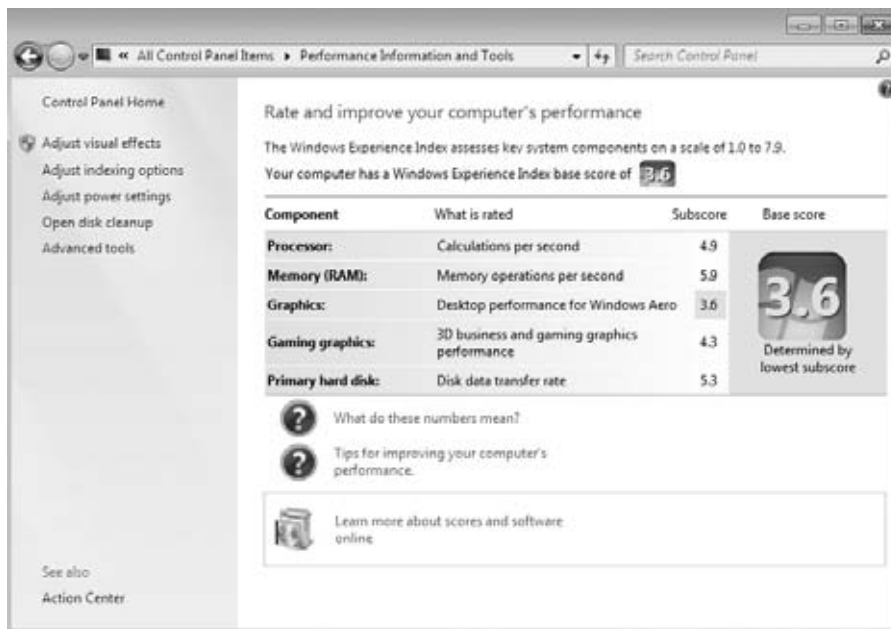 « All Control Panel Items ▸ Performance Information and Tools
Search Control Panel
Control Panel Home
Adjust visual effects
Adjust indexing options
Adjust power settings
Open disk cleanup
Advanced tools
See also
Action Center
Rate and improve your computer's performance
The Windows Experience Index assesses key system components on a scale of 1.0 to 7.9.
Your computer has a Windows Experience Index base score of 3.6
Component What is rated Subscore Base score
Processor: Calculations per second 4.9
Memory (RAM): Memory operations per second 5.9
Graphics: Desktop performance for Windows Aero 3.6
Gaming graphics: 3D business and gaming graphics
performance 4.3
Primary hard disk: Disk data transfer rate 5.3
3.6
Determined by
lowest subscore
What do these numbers mean?
Tips for improving your computer's
performance.
Learn more about scores and software
online